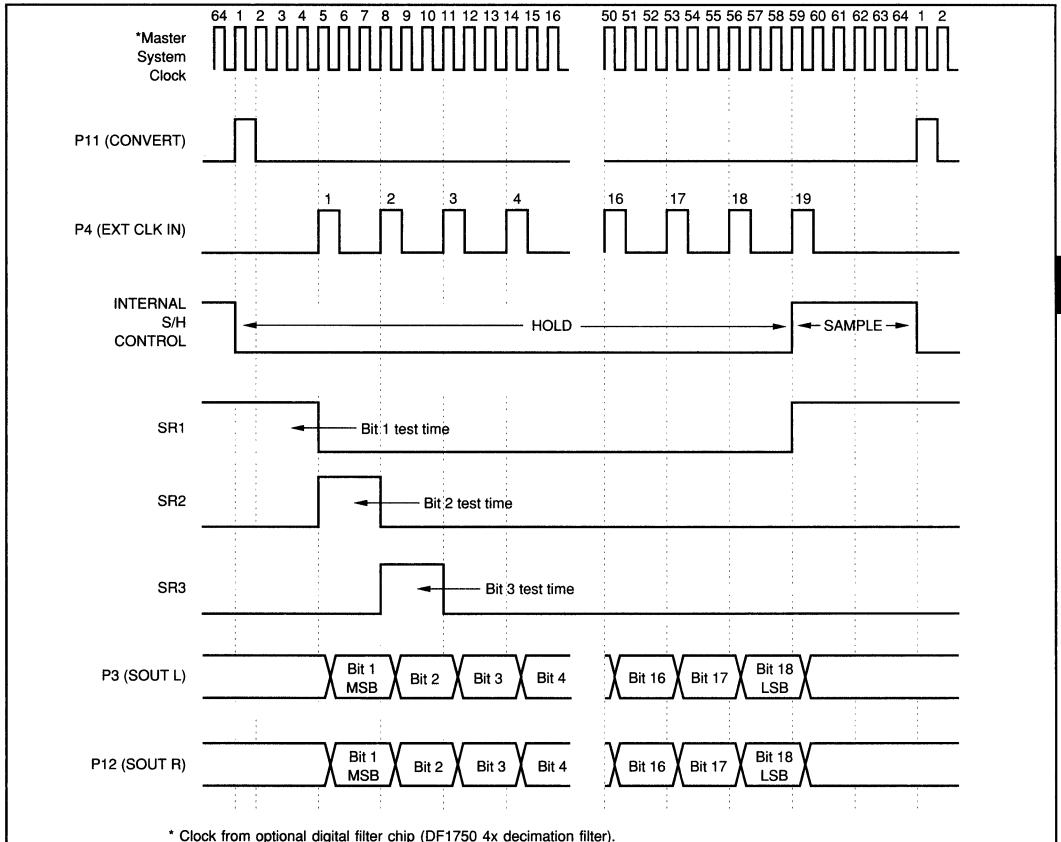 64 1 2 3 4 5 6 7 8 9 10 11 12 13 14 15 16 50 51 52 53 54 55 56 57 58 59 60 61 62 63 64 1 2
*Master
System
Clock
P11 (CONVERT)
1 2 3 4 16 17 18 19
P4 (EXT CLK IN)
INTERNAL
S/H
CONTROL
HOLD SAMPLE
SR1
Bit 1 test time
SR2
Bit 2 test time
SR3
Bit 3 test time
P3 (SOUT L)
Bit 1
MSB
Bit 2 Bit 3 Bit 4 Bit 16 Bit 17
Bit 18
LSB
P12 (SOUT R)
Bit 1
MSB
Bit 2 Bit 3 Bit 4 Bit 16 Bit 17
Bit 18
LSB
* Clock from optional digital filter chip (DF1750 4x decimation filter).